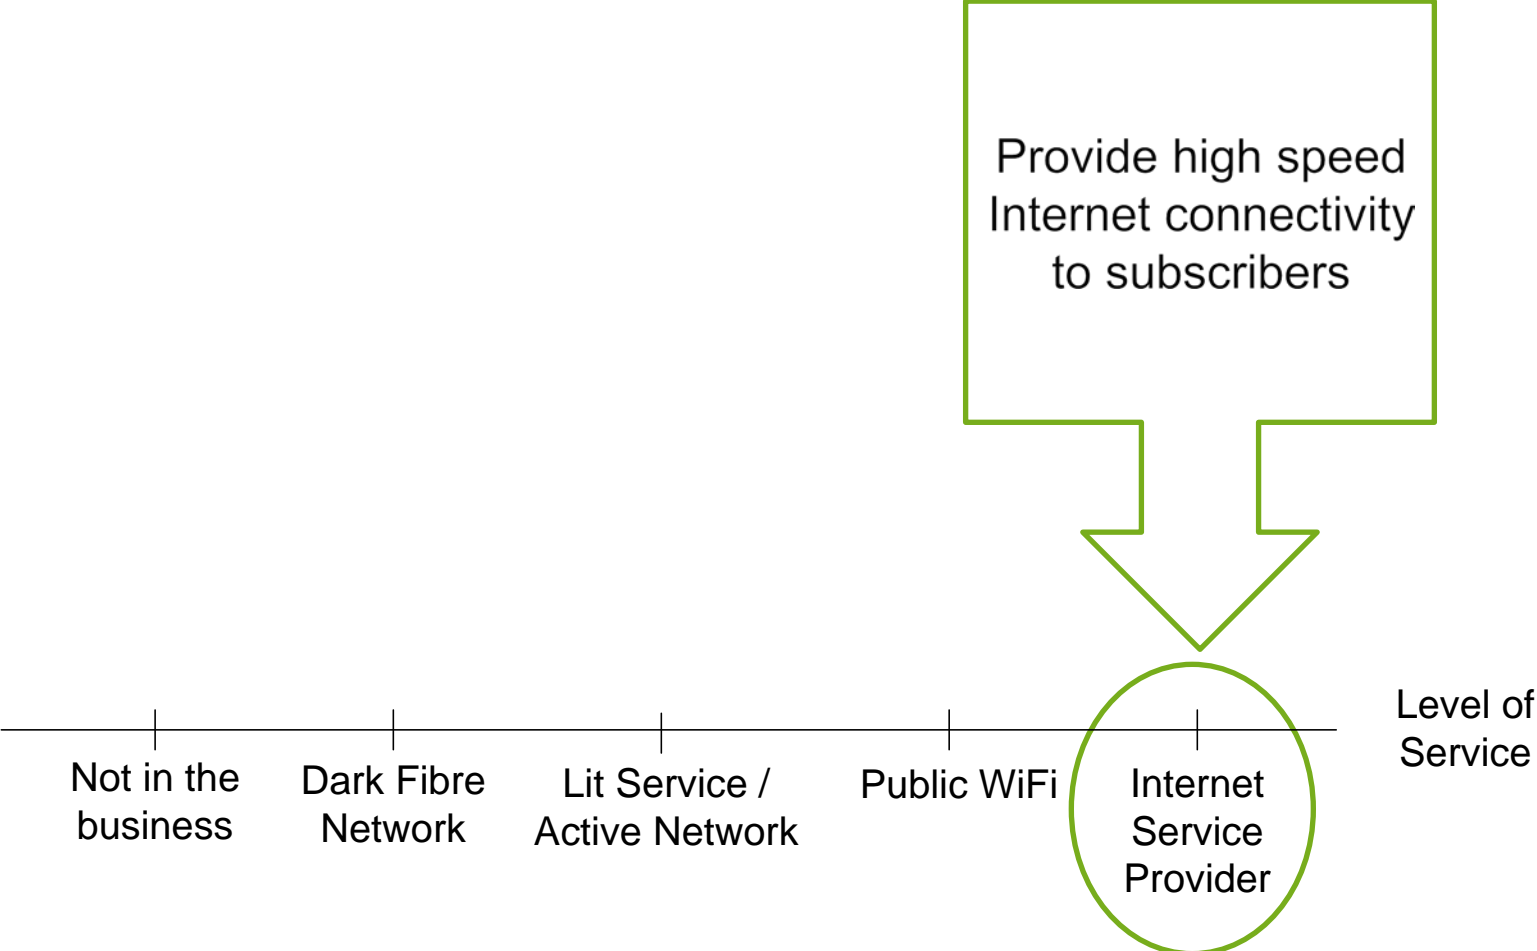 Provide high speed
Internet connectivity
to subscribers
Level of
Service
Not in the
business
Dark Fibre
Network
Lit Service /
Active Network
Public WiFi
Internet
Service
Provider